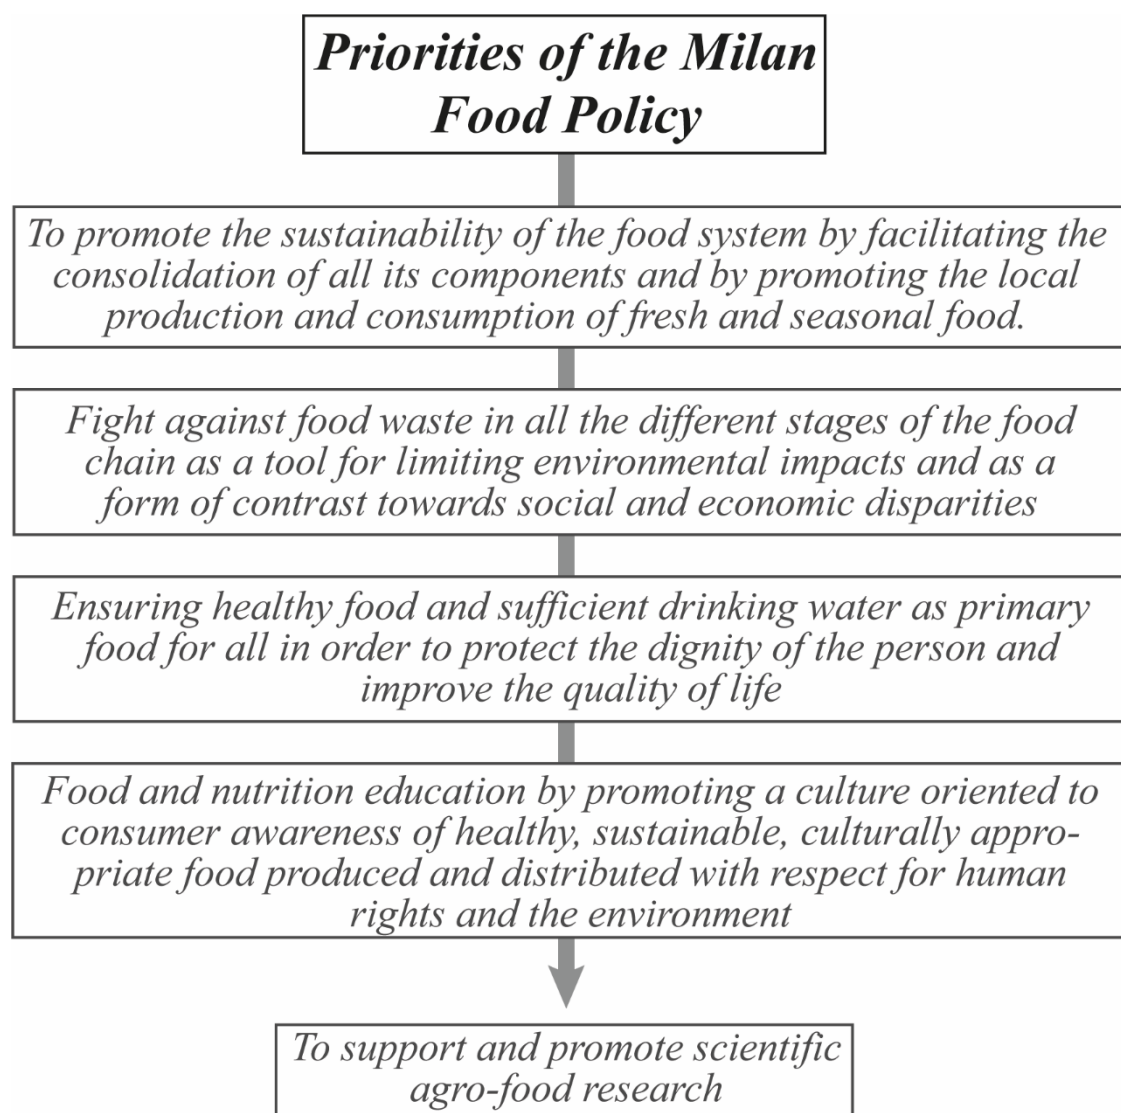 Priorities of the Milan
Food Policy
To promote the sustainability of the food system by facilitating the
consolidation of all its components and by promoting the local
production and consumption of fresh and seasonal food.
Fight against food waste in all the different stages of the food
chain as a tool for limiting environmental impacts and as a
form of contrast towards social and economic disparities
Ensuring healthy food and sufficient drinking water as primary
food for all in order to protect the dignity of the person and
improve the quality of life
Food and nutrition education by promoting a culture oriented to
consumer awareness of healthy, sustainable, culturally appro-
priate food produced and distributed with respect for human
rights and the environment
To support and promote scientific
agro-food research